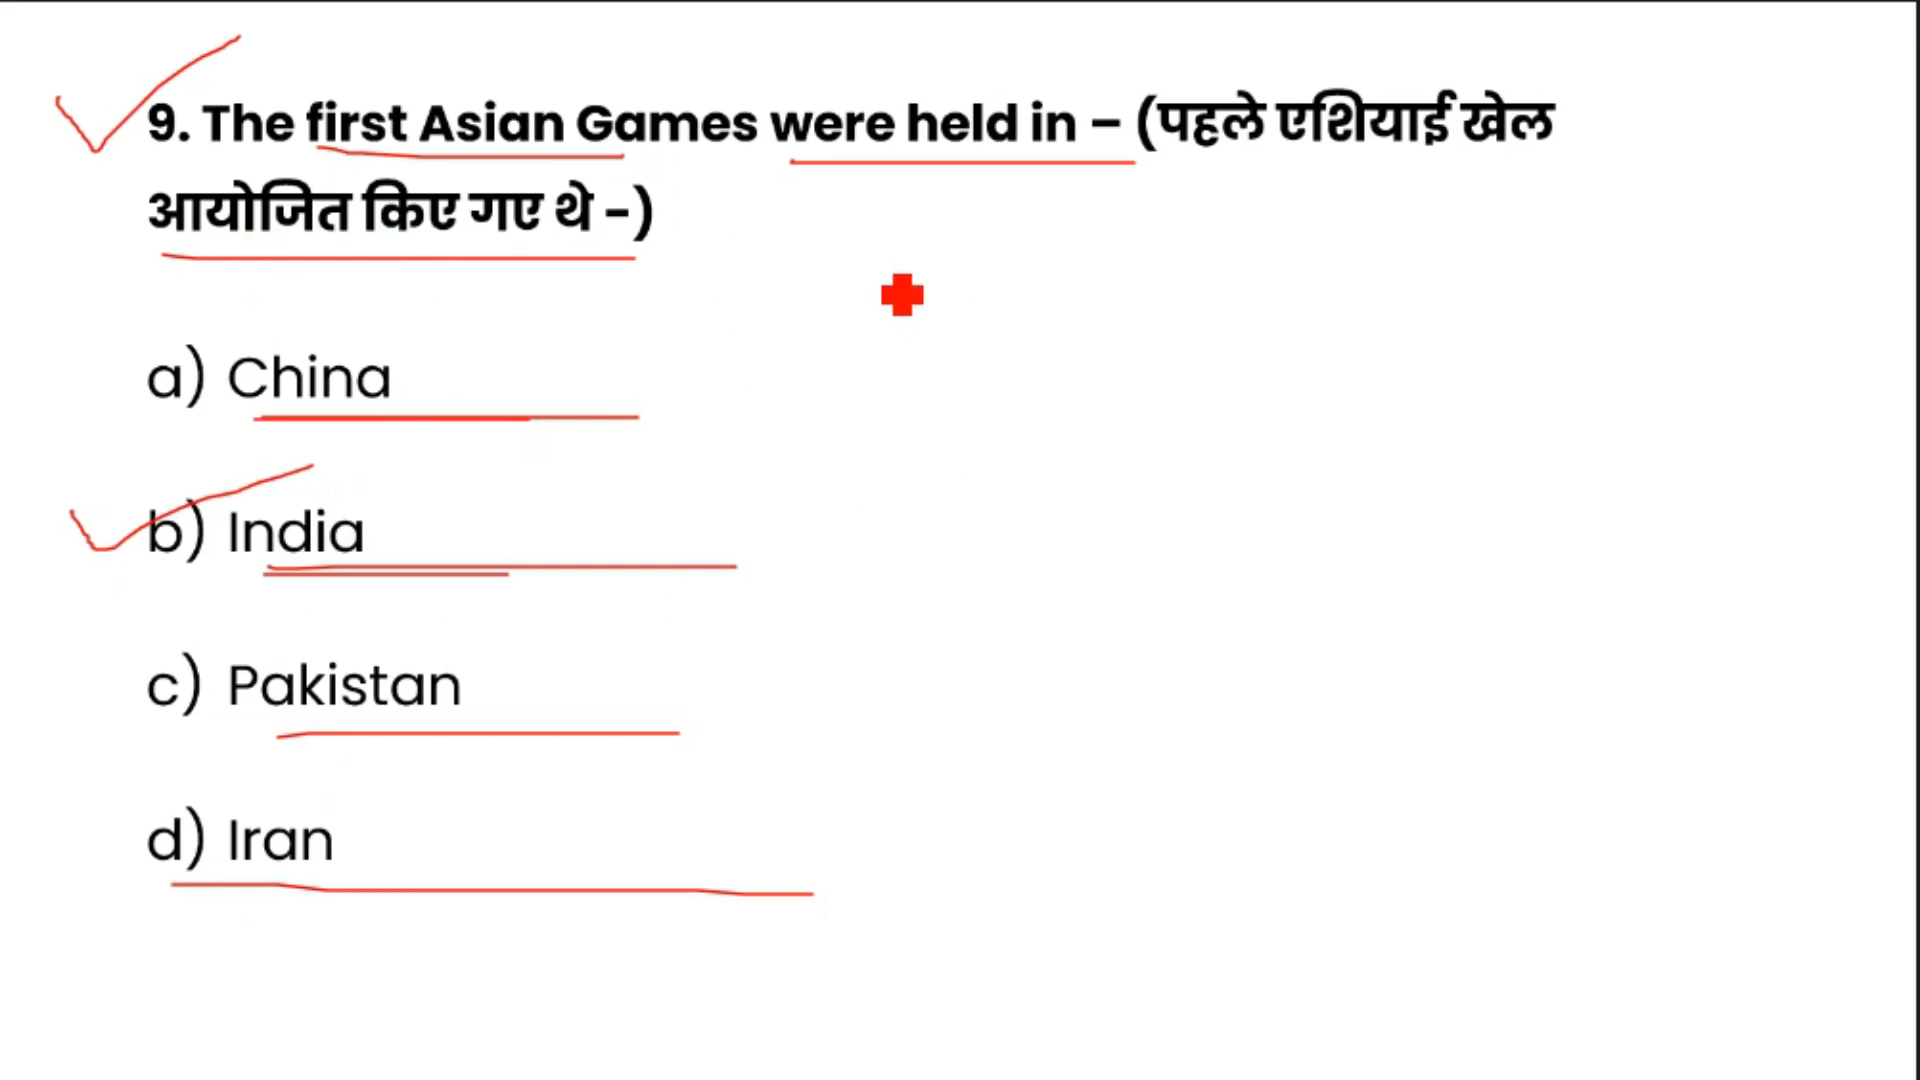 9. The first Asian Games were held in – (पहले एशियाई खेल
आयोजित किए गए थे -)
a) China
b) India
c) Pakistan
d) Iran